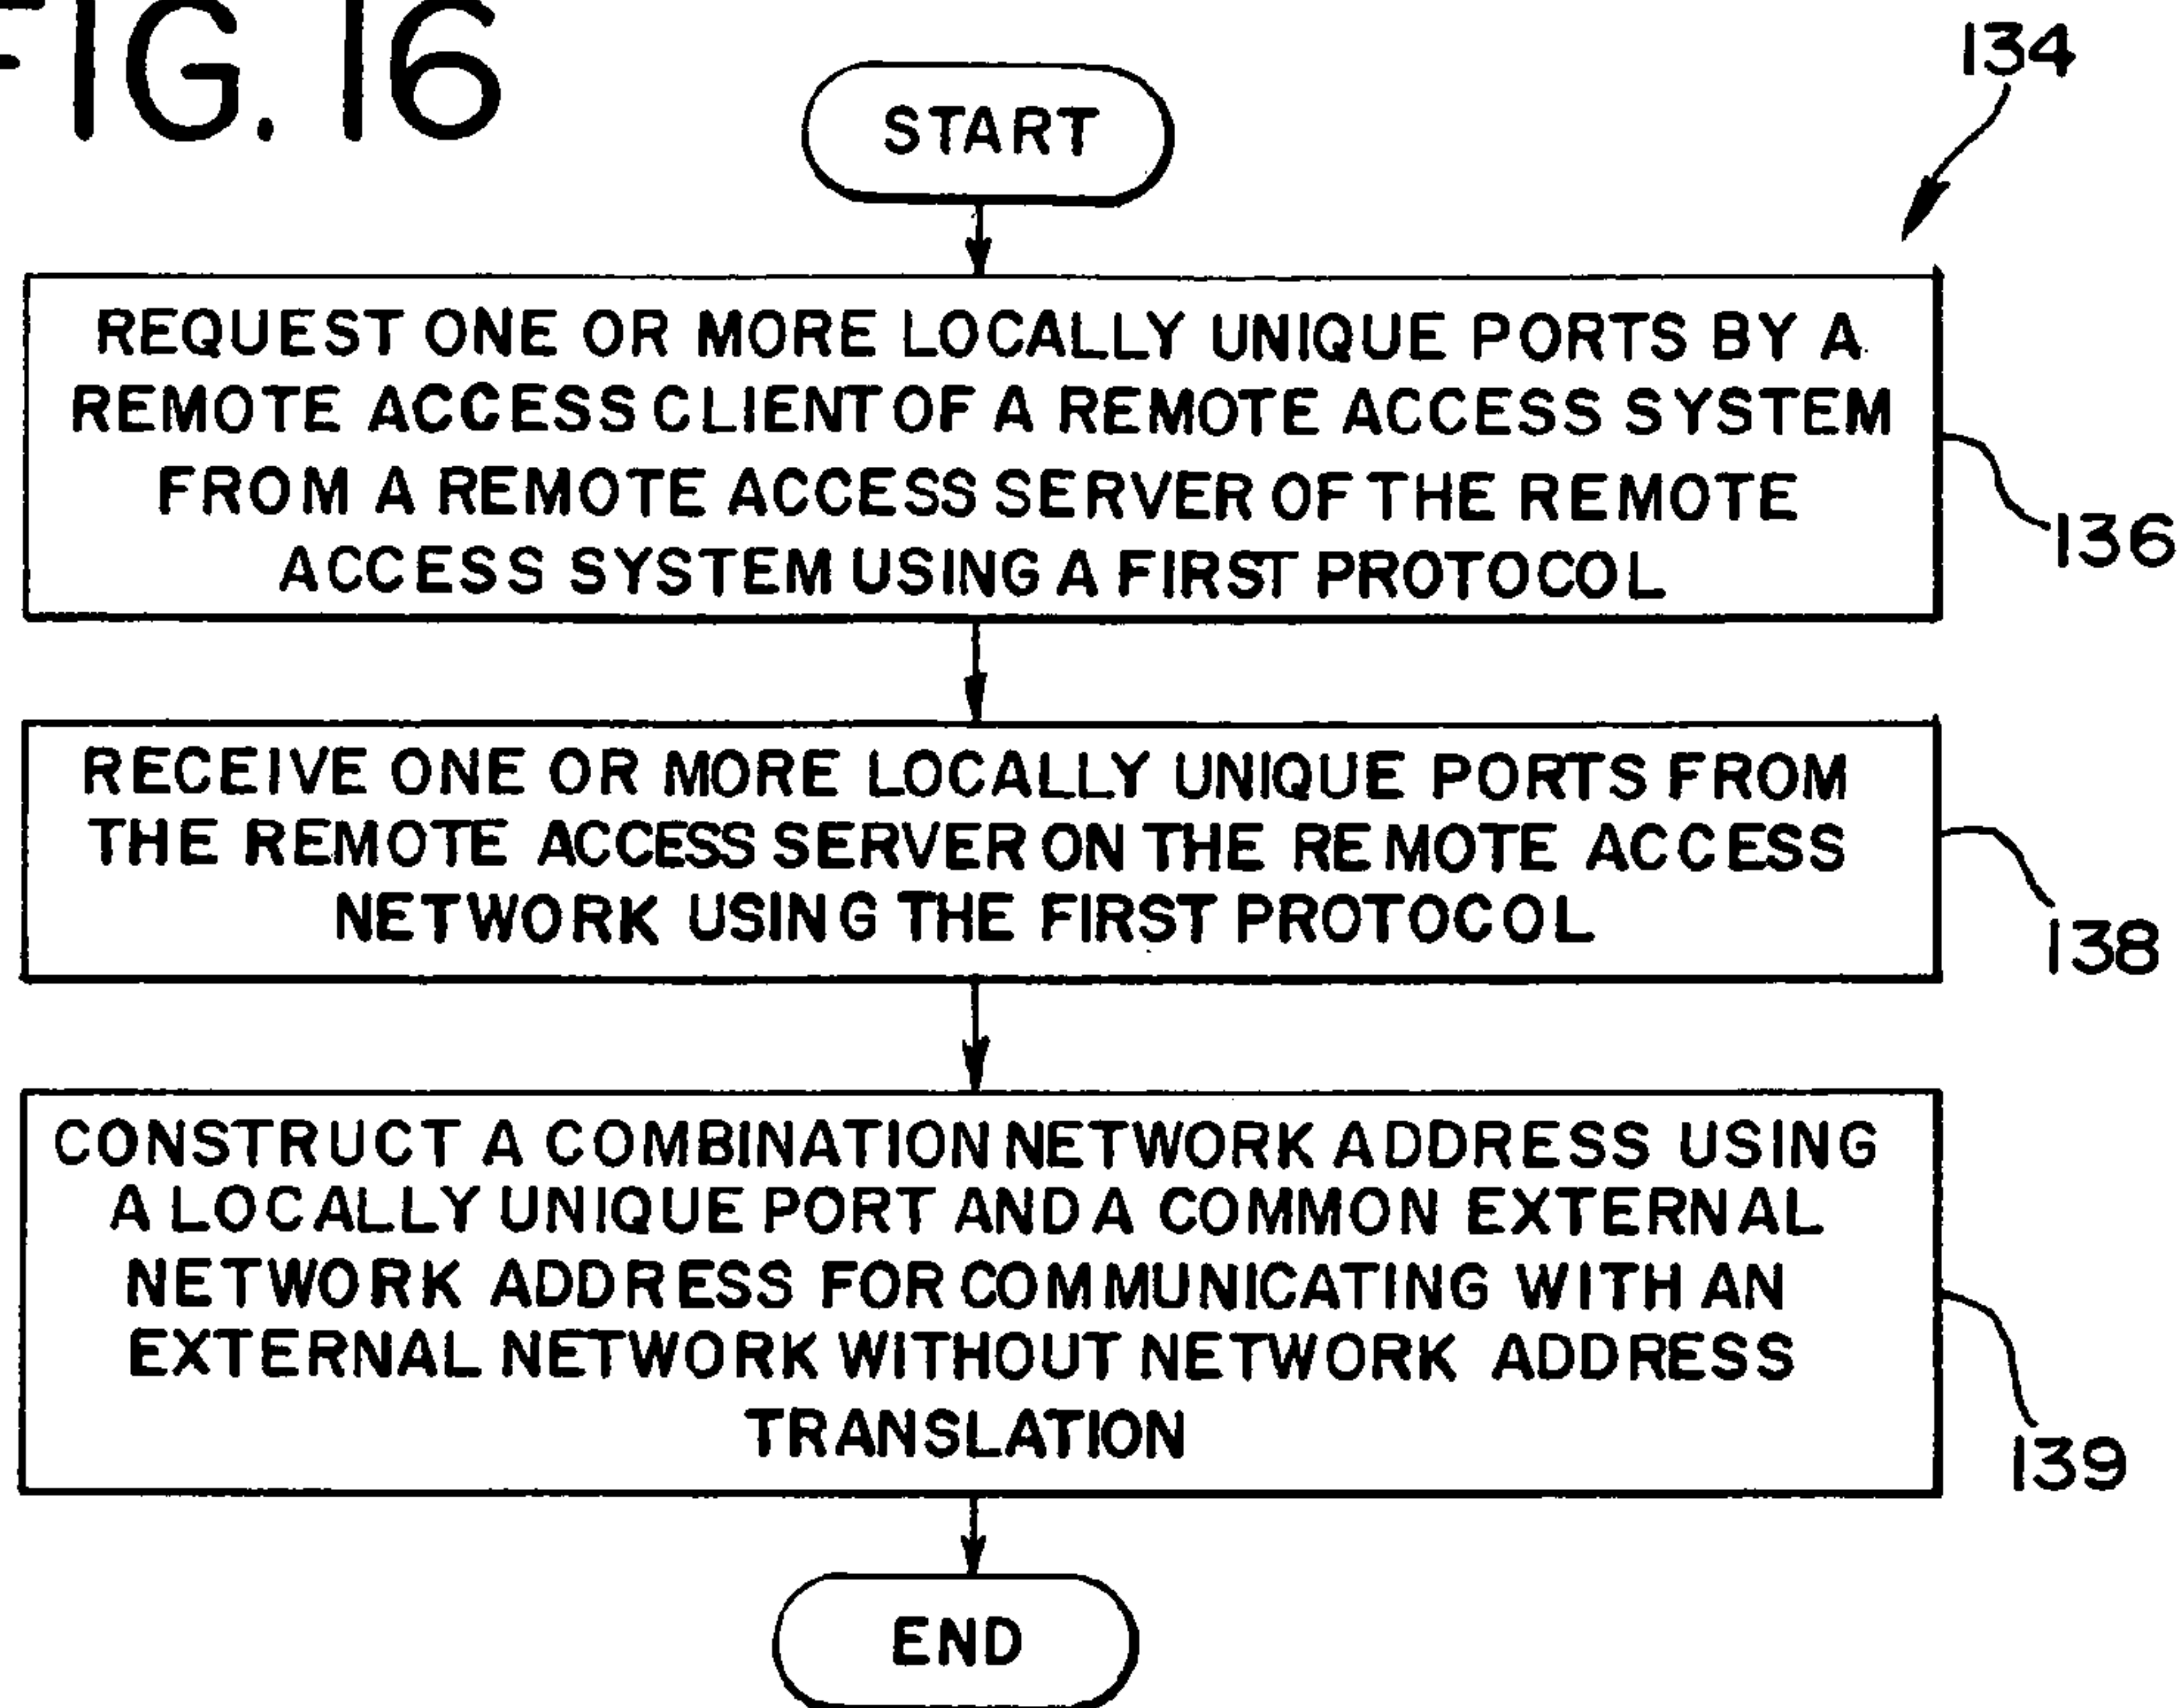 FIG. 16
134
START
REQUEST ONE OR MORE LOCALLY UNIQUE PORTS BY A
REMOTE ACCESS CLIENT OF A REMOTE ACCESS SYSTEM
FROM A REMOTE ACCESS SERVER OF THE REMOTE
ACCESS SYSTEM USING A FIRST PROTOCOL
136
RECEIVE ONE OR MORE LOCALLY UNIQUE PORTS FROM
THE REMOTE ACCESS SERVER ON THE REMOTE ACCESS
NETWORK USING THE FIRST PROTOCOL
138
CONSTRUCT A COMBINATION NETWORK ADDRESS USING
A LOCALLY UNIQUE PORT AND A COMMON EXTERNAL
NETWORK ADDRESS FOR COMMUNICATING WITH AN
EXTERNAL NETWORK WITHOUT NETWORK ADDRESS
TRANSLATION
139
END